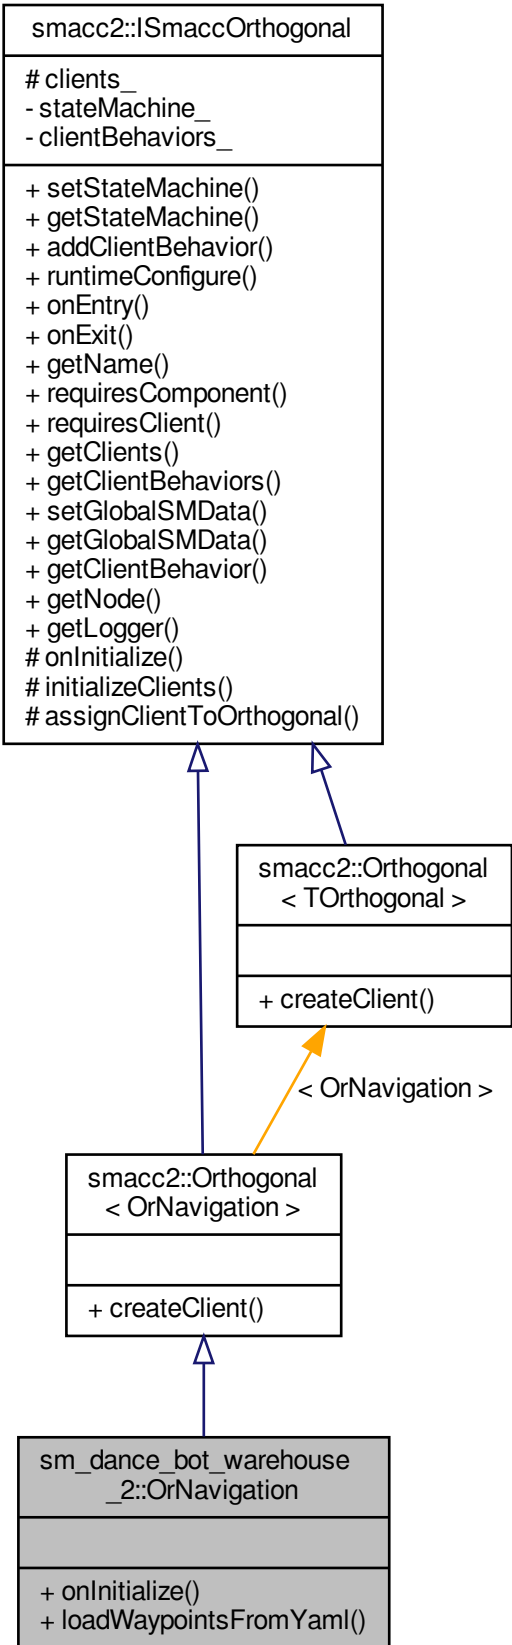 smacc2::ISmaccOrthogonal
# clients_
- stateMachine_
- clientBehaviors_
+ setStateMachine()
+ getStateMachine()
+ addClientBehavior()
+ runtimeConfigure()
+ onEntry()
+ onExit()
+ getName()
+ requiresComponent()
+ requiresClient()
+ getClients()
+ getClientBehaviors()
+ setGlobalSMData()
+ getGlobalSMData()
+ getClientBehavior()
+ getNode()
+ getLogger()
# onInitialize()
# initializeClients()
# assignClientToOrthogonal()
smacc2::Orthogonal
< TOrthogonal >
+ createClient()
< OrNavigation >
smacc2::Orthogonal
< OrNavigation >
+ createClient()
sm_dance_bot_warehouse
_2::OrNavigation
+ onInitialize()
+ loadWaypointsFromYaml()